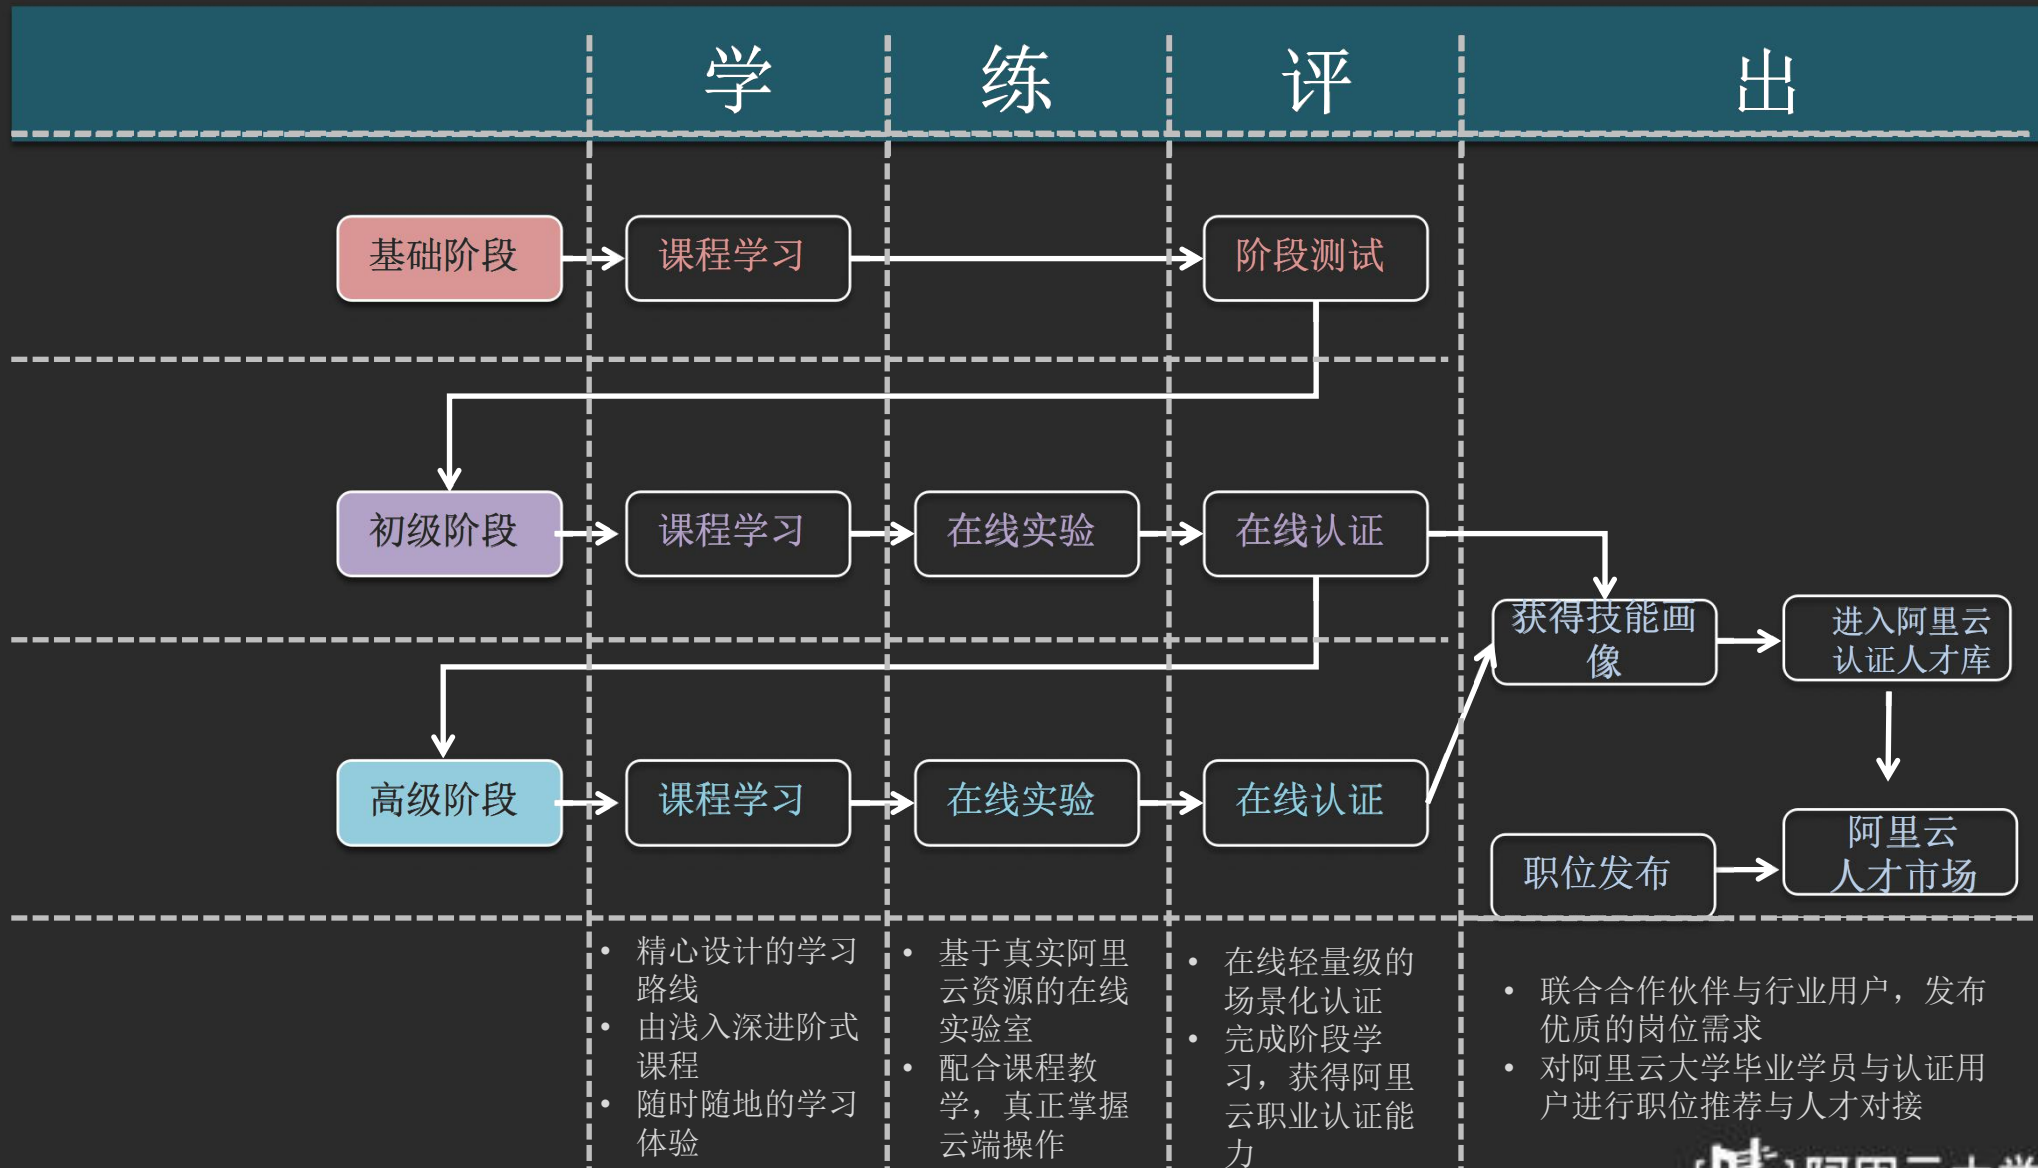 学 练 评 出
基础阶段 课程学习 阶段测试
初级阶段 课程学习 在线实验 在线认证
获得技能画
像
进入阿里云
认证人才库
高级阶段 课程学习 在线实验 在线认证
职位发布
阿里云
人才市场
• 精心设计的学习
路线
• 由浅入深进阶式
课程
• 随时随地的学习
体验
• 基于真实阿里
云资源的在线
实验室
• 配合课程教
学，真正掌握
云端操作
• 在线轻量级的
场景化认证
• 完成阶段学
习，获得阿里
云职业认证能
力
• 联合合作伙伴与行业用户，发布
优质的岗位需求
• 对阿里云大学毕业学员与认证用
户进行职位推荐与人才对接
阿里云大学